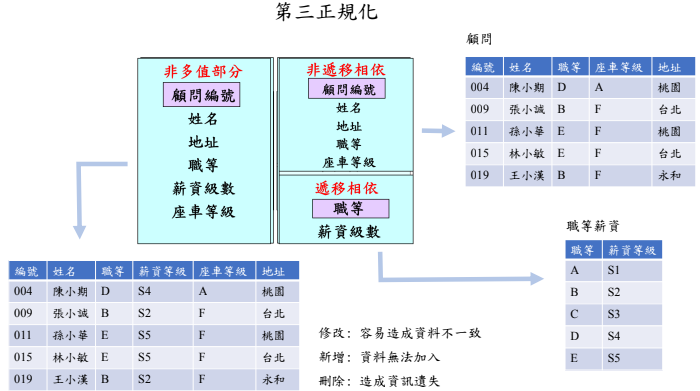 第三正規化
非多值部分
顧問編號
姓名
地址
職等
薪資級數
座車等級
非遞移相依
顧問編號
姓名
地址
職等
座車等級
遞移相依
職等
薪資級數
顧問
編號 姓名 職等 座車等級 地址
004 陳小期 D A 桃園
009 張小誠 B F 台北
011 孫小華 E F 桃園
015 林小敏 E F 台北
019 王小漢 B F 永和
職等薪資
職等 薪資等級
A S1
B S2
C S3
D S4
E S5
編號 姓名 職等 薪資等級 座車等級 地址
004 陳小期 D S4 A 桃園
009 張小誠 B S2 F 台北
011 孫小華 E S5 F 桃園
015 林小敏 E S5 F 台北
019 王小漢 B S2 F 永和
修改：容易造成資料不一致
新增：資料無法加入
刪除：造成資訊遺失